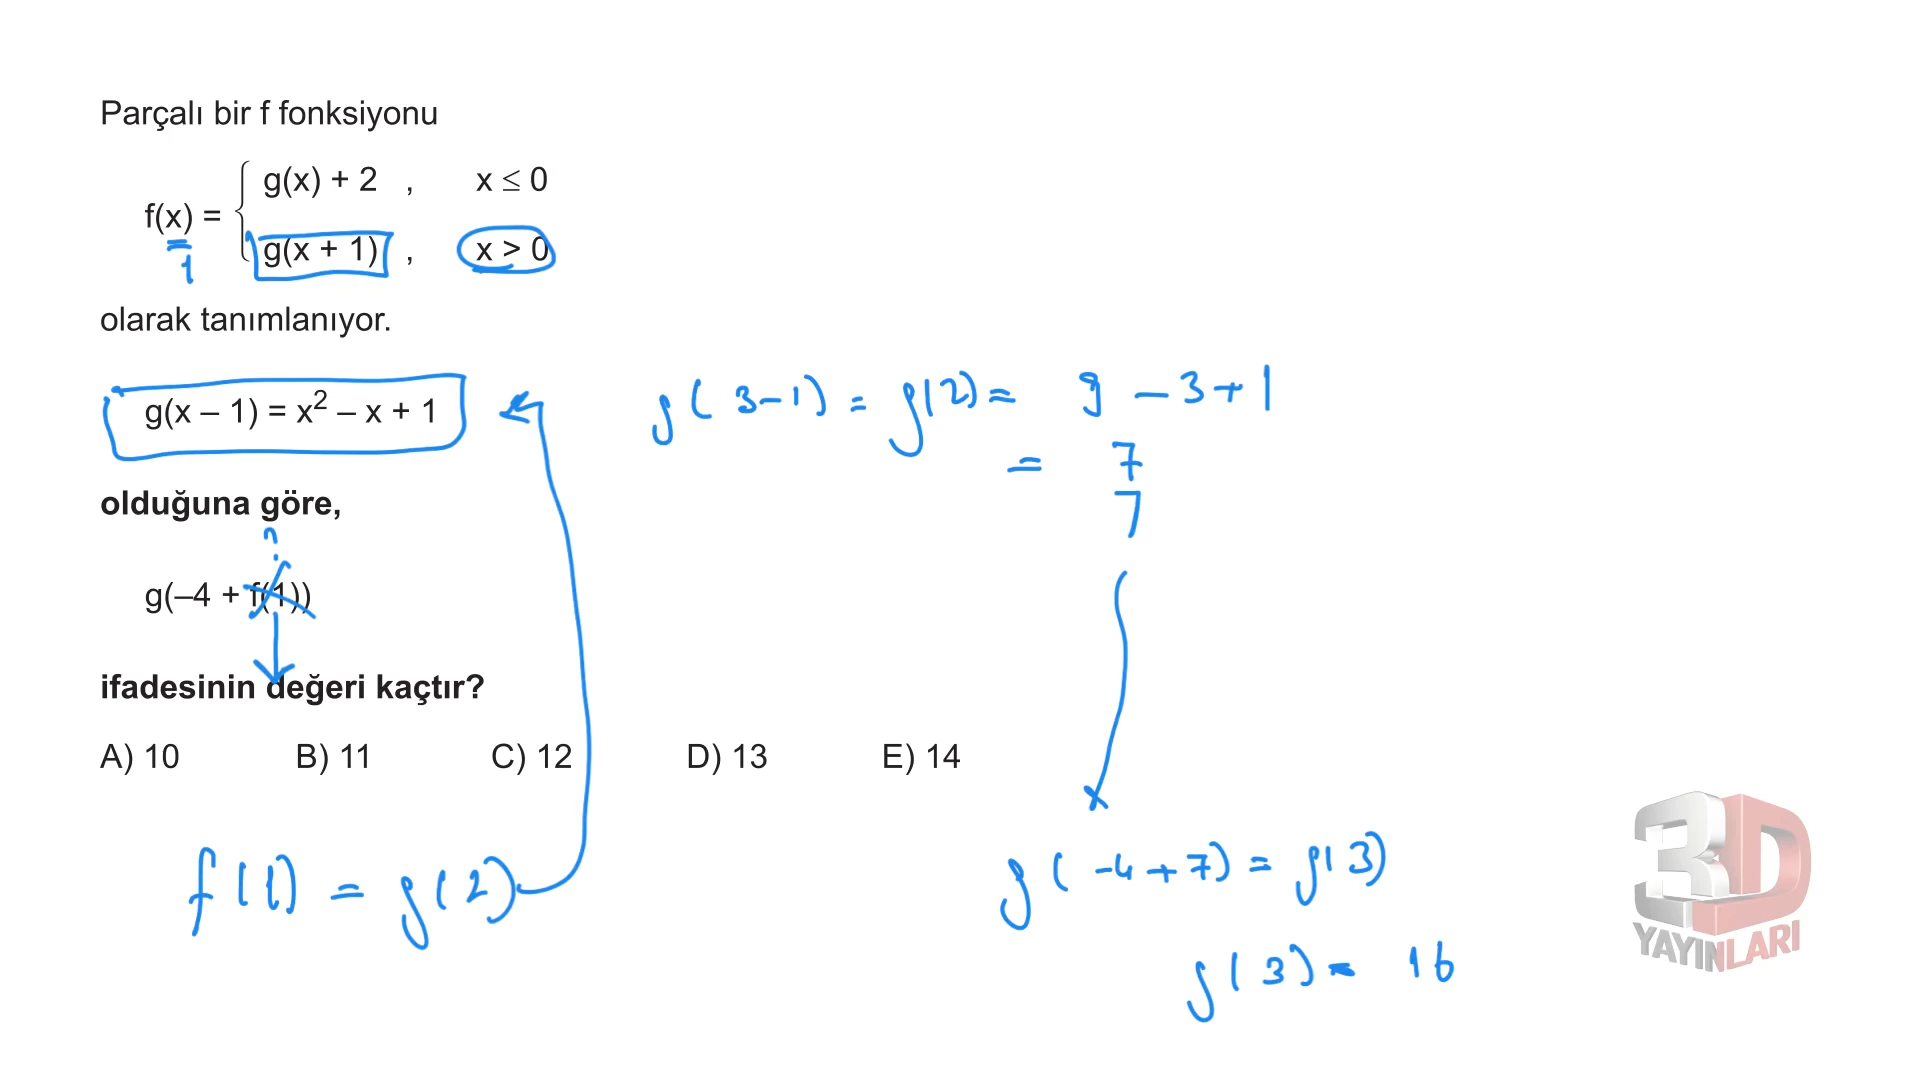 Parçalı bir f fonksiyonu
g(x) + 2 , x ≤ 0
f(x) =
g(x + 1) , x > 0
1
olarak tanımlanıyor.
g(x – 1) = x² – x + 1
g(3-1) = g(2) = 9 - 3 + 1
= 7
7
olduğuna göre,
g(–4 + f(1))
ifadesinin değeri kaçtır?
A) 10 B) 11 C) 12 D) 13 E) 14
f(1) = g(2)
g(-4+7) = g(3)
g(3) = 16
3D
YAYINLARI